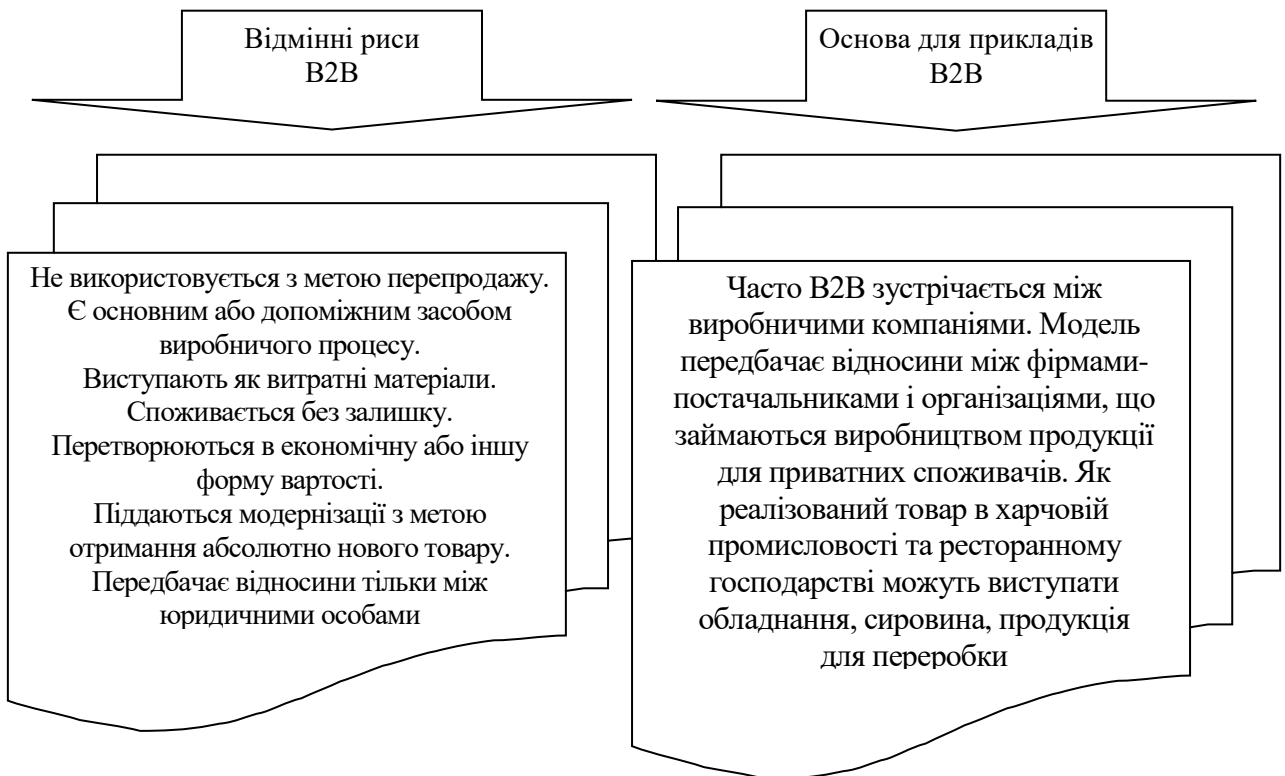 Відмінні риси
B2B
Основа для прикладів
B2B
Не використовується з метою перепродажу.
Є основним або допоміжним засобом
виробничого процесу.
Виступають як витратні матеріали.
Споживається без залишку.
Перетворюються в економічну або іншу
форму вартості.
Піддаються модернізації з метою
отримання абсолютно нового товару.
Передбачає відносини тільки між
юридичними особами
Часто B2B зустрічається між
виробничими компаніями. Модель
передбачає відносини між фірмами-
постачальниками і організаціями, що
займаються виробництвом продукції
для приватних споживачів. Як
реалізований товар в харчовій
промисловості та ресторанному
господарстві можуть виступати
обладнання, сировина, продукція
для переробки